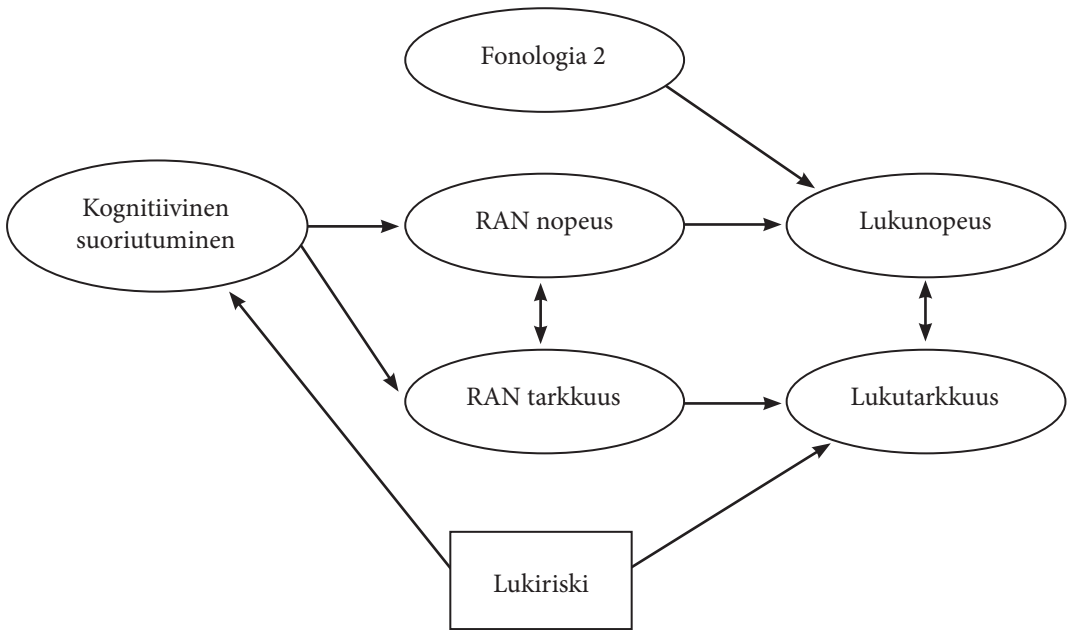 Fonologia 2
Kognitiivinen
suoriutuminen
RAN nopeus
Lukunopeus
RAN tarkkuus
Lukutarkkuus
Lukiriski